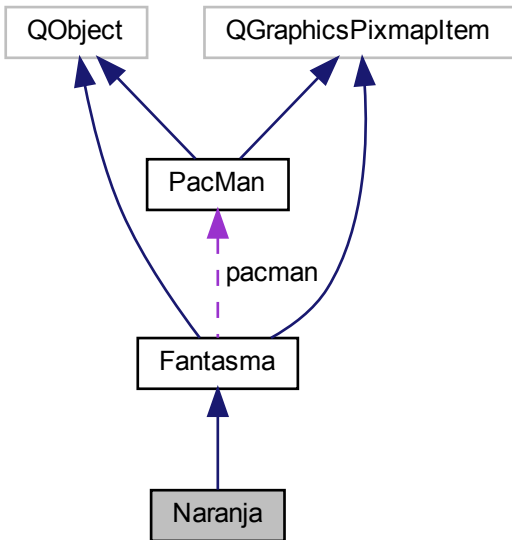 QObject
QGraphicsPixmapItem
PacMan
pacman
Fantasma
Naranja